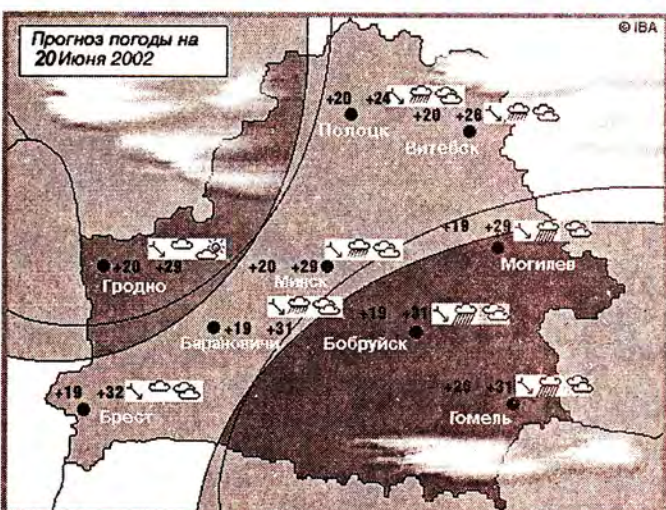 Прогноз погоды на
20 Июня 2002
© IBA
+20 +24
Полоцк
+20 +26
Витебск
+19 +29
Могилев
+20 +29
Гродно
+20 +29
Минск
+19 +31
Барановичи
+19 +31
Бобруйск
+19 +32
Брест
+31
Гомель